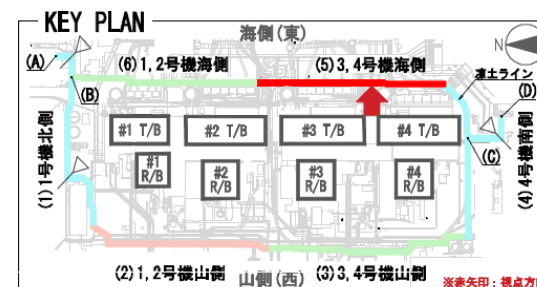 KEY PLAN
海側(東)
N
(A)
(6)1,2号機海側
(5)3,4号機海側
凍土ライン
(B)
(D)
#1 T/B
#2 T/B
#3 T/B
#4 T/B
(C)
#1
R/B
#2
R/B
#3
R/B
#4
R/B
(1)1号機北側
(4)4号機南側
(2)1,2号機山側
山側(西)
(3)3,4号機山側
※赤矢印:視点方向